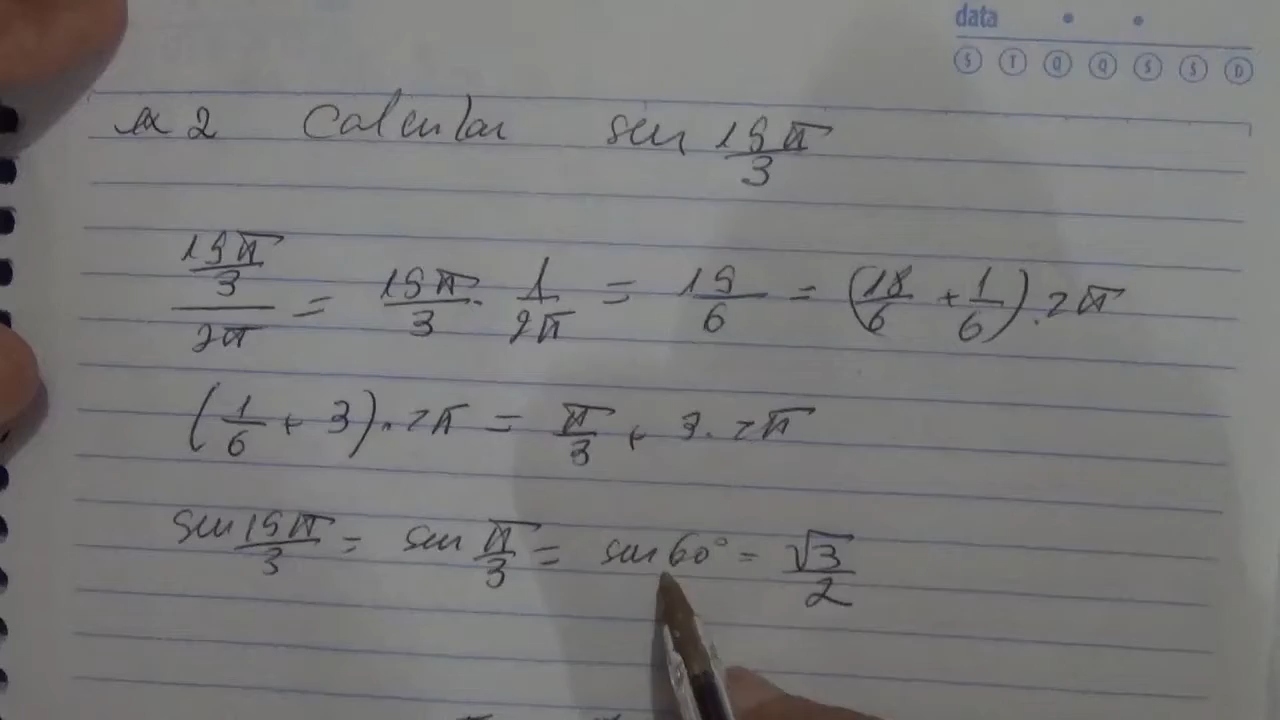 data
S T Q Q S S D
ex 2 Calcular sen 19π/3
(19π/3)/2π = 19π/3 · 1/2π = 19/6 = (18/6 + 1/6) · 2π
(1/6 + 3) · 2π = π/3 + 3 · 2π
sen 19π/3 = sen π/3 = sen 60° = √3/2